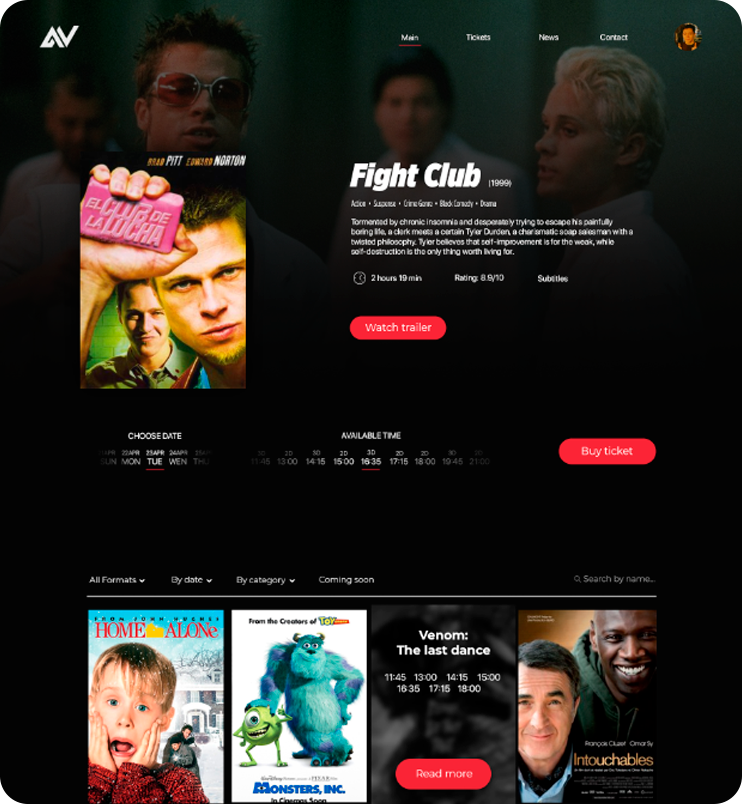 AV
Main Tickets News Contact
BRAD PITT EDWARD NORTON
EL CLUB DE
LA LUCHA
Fight Club (1999)
Action • Suspense • Crime Genre • Black Comedy • Drama
Tormented by chronic insomnia and desperately trying to escape his painfully
boring life, a clerk meets a certain Tyler Durden, a charismatic soap salesman with a
twisted philosophy. Tyler believes that self-improvement is for the weak, while
self-destruction is the only thing worth living for.
2 hours 19 min Rating: 8.9/10 Subtitles
Watch trailer
CHOOSE DATE
22APR 23APR 24APR
SUN MON TUE WEN THU
AVAILABLE TIME
2D 2D 2D 2D 3D 2D 2D 2D 2D
11:45 13:00 14:15 15:00 16:35 17:15 18:00 19:45 21:00
Buy ticket
All Formats By date By category Coming soon Search by name...
FROM JOHN HUGHES
HOME ALONe
From the Creators of TOY
WALT DISNEY PIXAR
MONSTERS, INC.
In Cinemas Soon
Venom:
The last dance
11:45 13:00 14:15 15:00
16:35 17:15 18:00
Read more
François Cluzet Omar Sy
Intouchables